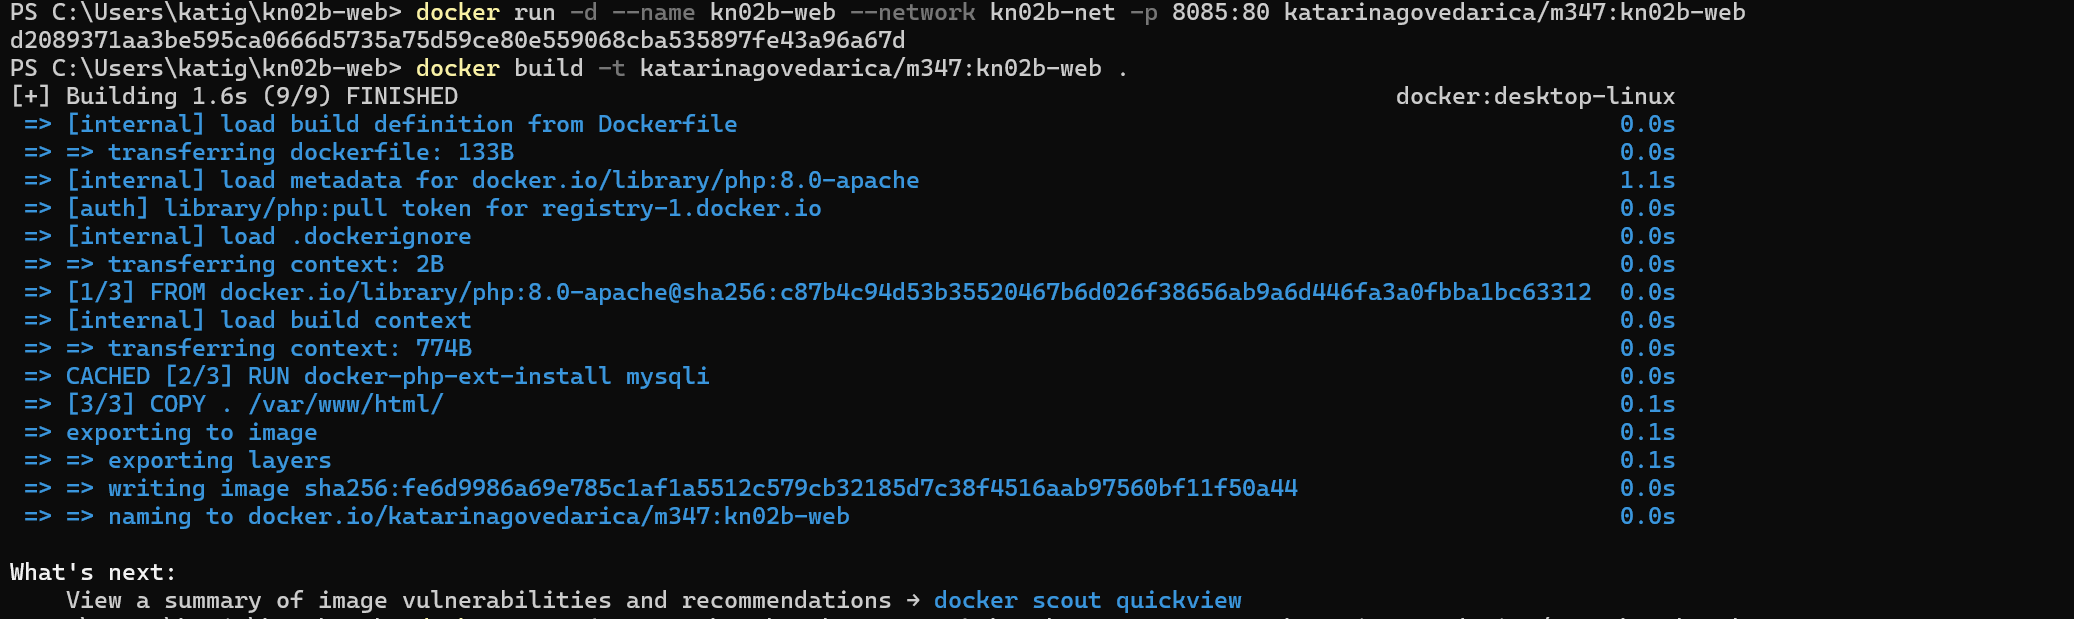 PS C:\Users\katig\kn02b-web> docker run -d --name kn02b-web --network kn02b-net -p 8085:80 katarinagovedarica/m347:kn02b-web
d2089371aa3be595ca0666d5735a75d59ce80e559068cba535897fe43a96a67d
PS C:\Users\katig\kn02b-web> docker build -t katarinagovedarica/m347:kn02b-web .
[+] Building 1.6s (9/9) FINISHED docker:desktop-linux
=> [internal] load build definition from Dockerfile 0.0s
=> => transferring dockerfile: 133B 0.0s
=> [internal] load metadata for docker.io/library/php:8.0-apache 1.1s
=> [auth] library/php:pull token for registry-1.docker.io 0.0s
=> [internal] load .dockerignore 0.0s
=> => transferring context: 2B 0.0s
=> [1/3] FROM docker.io/library/php:8.0-apache@sha256:c87b4c94d53b35520467b6d026f38656ab9a6d446fa3a0fbba1bc63312 0.0s
=> [internal] load build context 0.0s
=> => transferring context: 774B 0.0s
=> CACHED [2/3] RUN docker-php-ext-install mysqli 0.0s
=> [3/3] COPY . /var/www/html/ 0.1s
=> exporting to image 0.1s
=> => exporting layers 0.1s
=> => writing image sha256:fe6d9986a69e785c1af1a5512c579cb32185d7c38f4516aab97560bf11f50a44 0.0s
=> => naming to docker.io/katarinagovedarica/m347:kn02b-web 0.0s
What's next:
View a summary of image vulnerabilities and recommendations → docker scout quickview